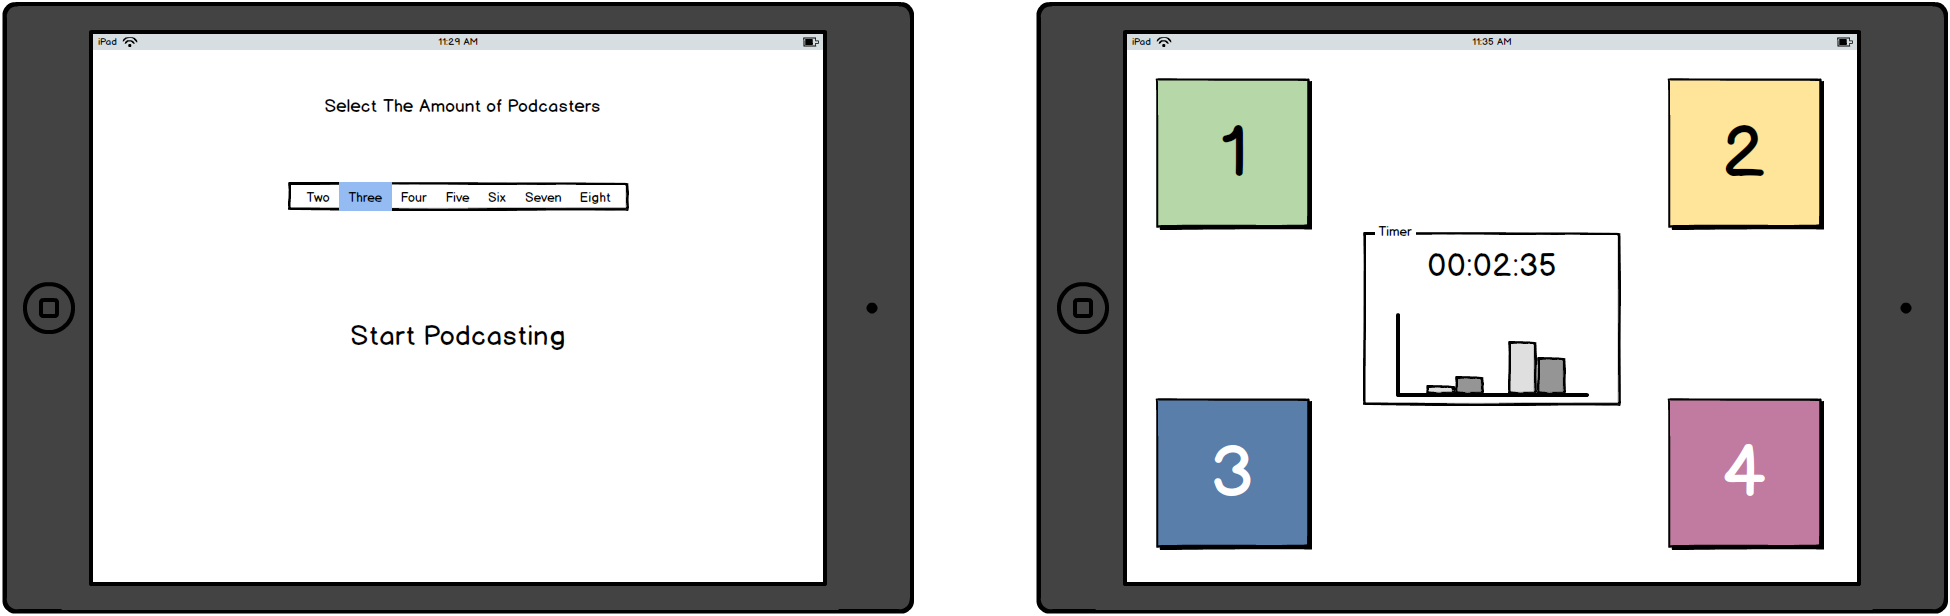 iPad 11:29 AM
Select The Amount of Podcasters
Two Three Four Five Six Seven Eight
Start Podcasting
iPad 11:35 AM
1 2
Timer
00:02:35
3 4